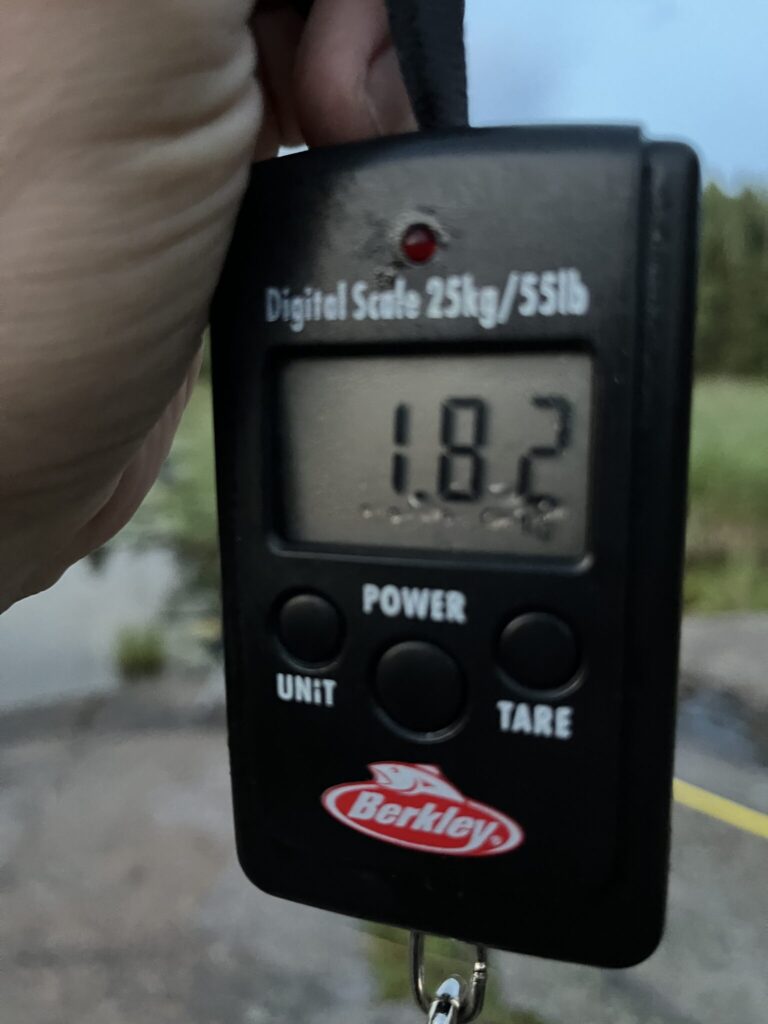 Digital Scale 25kg/55lb
1.82
POWER
UNiT
TARE
Berkley